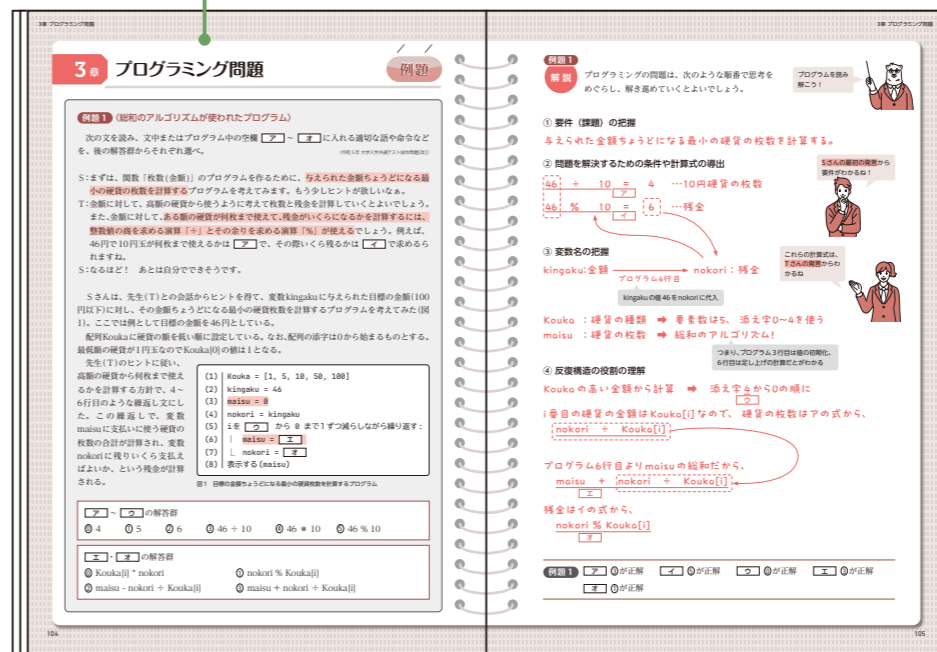 3章 プログラミング問題
3章 プログラミング問題
例題
例題1 〈総和のアルゴリズムが使われたプログラム〉
次の文を読み、文中またはプログラム中の空欄 ア ~ オ に入れる適切な語や命令など
を、後の解答群からそれぞれ選べ。
S:まずは、関数「枚数(金額)」のプログラムを作るために、与えられた金額ちょうどになる最
小の硬貨の枚数を計算するプログラムを考えてみます。もう少しヒントが欲しいなぁ。
T:金額に対して、高額の硬貨から使うように考えて枚数と残金を計算していくとよいでしょう。
また、金額に対して、ある額の硬貨が何枚まで使えて、残金がいくらになるかを計算するには、
整数値の商を求める演算「÷」とその余りを求める演算「%」が使えるでしょう。例えば、
46円で10円玉が何枚まで使えるかは ア で、その際いくら残るかは イ で求めるら
れますね。
S:なるほど! あとは自分でできそうです。
Sさんは、先生(T)との会話からヒントを得て、変数kingakuに与えられた目標の金額(100
円以下)に対し、その金額ちょうどになる最小の硬貨の枚数を計算するプログラムを考えてみた(図
1)。ここでは例として目標の金額を46円としている。
配列Koukaに硬貨の額を低い順に設定している。なお、配列の添字は0から始まるものとする。
最低額の硬貨が1円玉なのでKouka[0]の値は1となる。
先生(T)のヒントに従い、
高額の硬貨から何枚まで使え
るかを計算する方針で、4~
6行目のような繰返し文にし
た。この繰返しで、変数
maisuに支払いに使う硬貨の
枚数の合計が計算され、変数
nokoriに残りいくら支払え
ばよいか、という残金が計算
される。
(1) Kouka = [1, 5, 10, 50, 100]
(2) kingaku = 46
(3) maisu = 0
(4) nokori = kingaku
(5) iを ウ から 0 まで1ずつ減らしながら繰り返す:
(6) | maisu = エ
(7) ⎿ nokori = オ
(8) 表示する(maisu)
図1 目標の金額ちょうどになる最小の硬貨枚数を計算するプログラム
ア ~ ウ の解答群
⓪ 4 ① 5 ② 6 ③ 46 ÷ 10 ④ 46 * 10 ⑤ 46 % 10
エ・オ の解答群
⓪ Kouka[i] * nokori ① nokori % Kouka[i]
② maisu - nokori ÷ Kouka[i] ③ maisu + nokori ÷ Kouka[i]
104
3章 プログラミング問題
例題1
解説
プログラミングの問題は、次のような順番で思考を
めぐらし、解き進めていくとよいでしょう。
プログラムを読み
解こう!
① 要件(課題)の把握
与えられた金額ちょうどになる最小の硬貨の枚数を計算する。
② 問題を解決するための条件や計算式の導出
46 ÷ 10 = 4 …10円硬貨の枚数
ア
46 % 10 = 6 …残金
イ
Sさんの最初の発言から
要件がわかるね!
③ 変数名の把握
kingaku:金額 → nokori:残金
プログラム4行目
kingakuの値46をnokoriに代入
これらの計算式は、
Tさんの発言からわ
かるね
Kouka :硬貨の種類 ➡ 要素数は5、添え字0~4を使う
maisu :硬貨の枚数 ➡ 総和のアルゴリズム!
つまり、プログラム3行目は値の初期化、
6行目は足し上げの計算だとがわかる
④ 反復構造の役割の理解
Koukaの高い金額から計算 ➡ 添え字4から0の順に
ウ
i番目の硬貨の金額はKouka[i]なので、硬貨の枚数はアの式から、
nokori ÷ Kouka[i]
プログラム6行目よりmaisuの総和だから、
maisu + nokori ÷ Kouka[i]
エ
残金はイの式から、
nokori % Kouka[i]
オ
例題1 ア ③が正解 イ ⑤が正解 ウ ⓪が正解 エ ③が正解
オ ①が正解
105